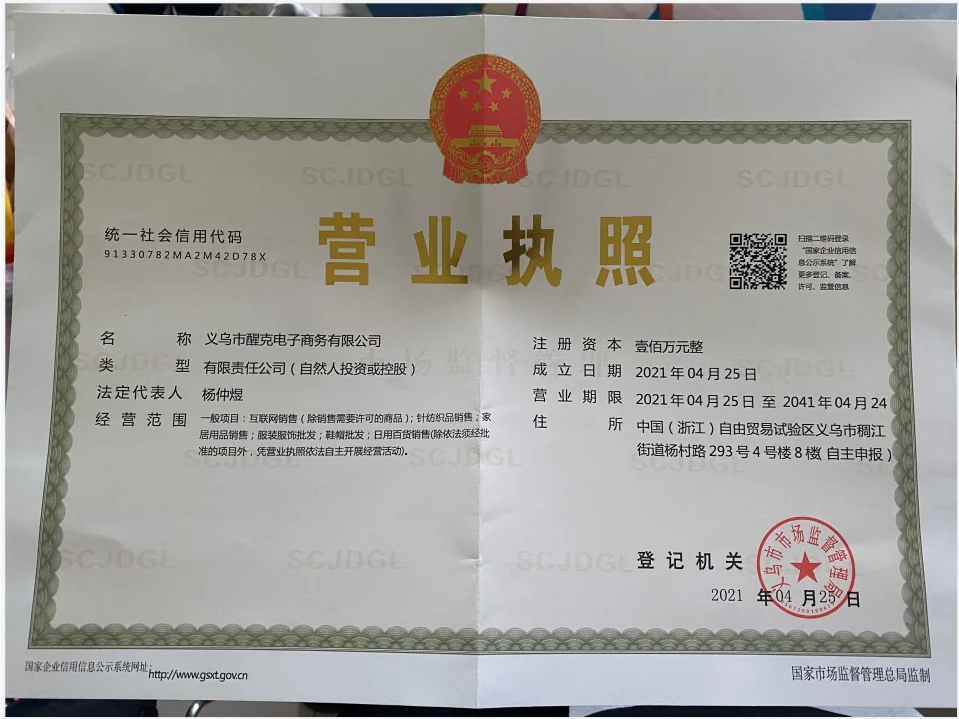 营业执照
统一社会信用代码
91330782MA2M42D78X
扫描二维码登录
“国家企业信用信
息公示系统”了解
更多登记、备案、
许可、监管信息
名 称 义乌市醒克电子商务有限公司
类 型 有限责任公司（自然人投资或控股）
法定代表人 杨仲煜
经营范围 一般项目：互联网销售（除销售需要许可的商品）；针纺织品销售；家
居用品销售；服装服饰批发；鞋帽批发；日用百货销售(除依法须经批
准的项目外，凭营业执照依法自主开展经营活动)。
注册资本 壹佰万元整
成立日期 2021年04月25日
营业期限 2021年04月25日 至 2041年04月24
住 所 中国（浙江）自由贸易试验区义乌市稠江
街道杨村路293号4号楼8楼( 自主申报 )
登记机关
义乌市市场监督管理局
2021 年 04 月 25 日
国家企业信用信息公示系统网址：http://www.gsxt.gov.cn
国家市场监督管理总局监制
SCJDGL